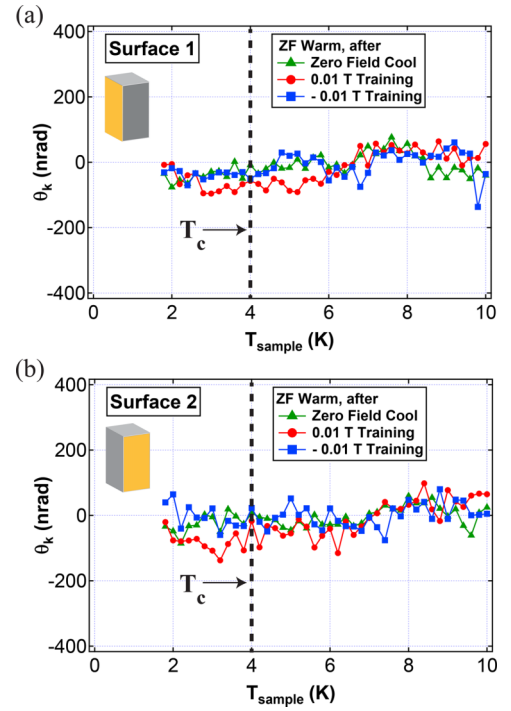 (a)
Surface 1
ZF Warm, after
Zero Field Cool
0.01 T Training
- 0.01 T Training
400
200
0
-200
-400
θk (nrad)
Tc
0 2 4 6 8 10
Tsample (K)
(b)
Surface 2
ZF Warm, after
Zero Field Cool
0.01 T Training
- 0.01 T Training
400
200
0
-200
-400
θk (nrad)
Tc
0 2 4 6 8 10
Tsample (K)